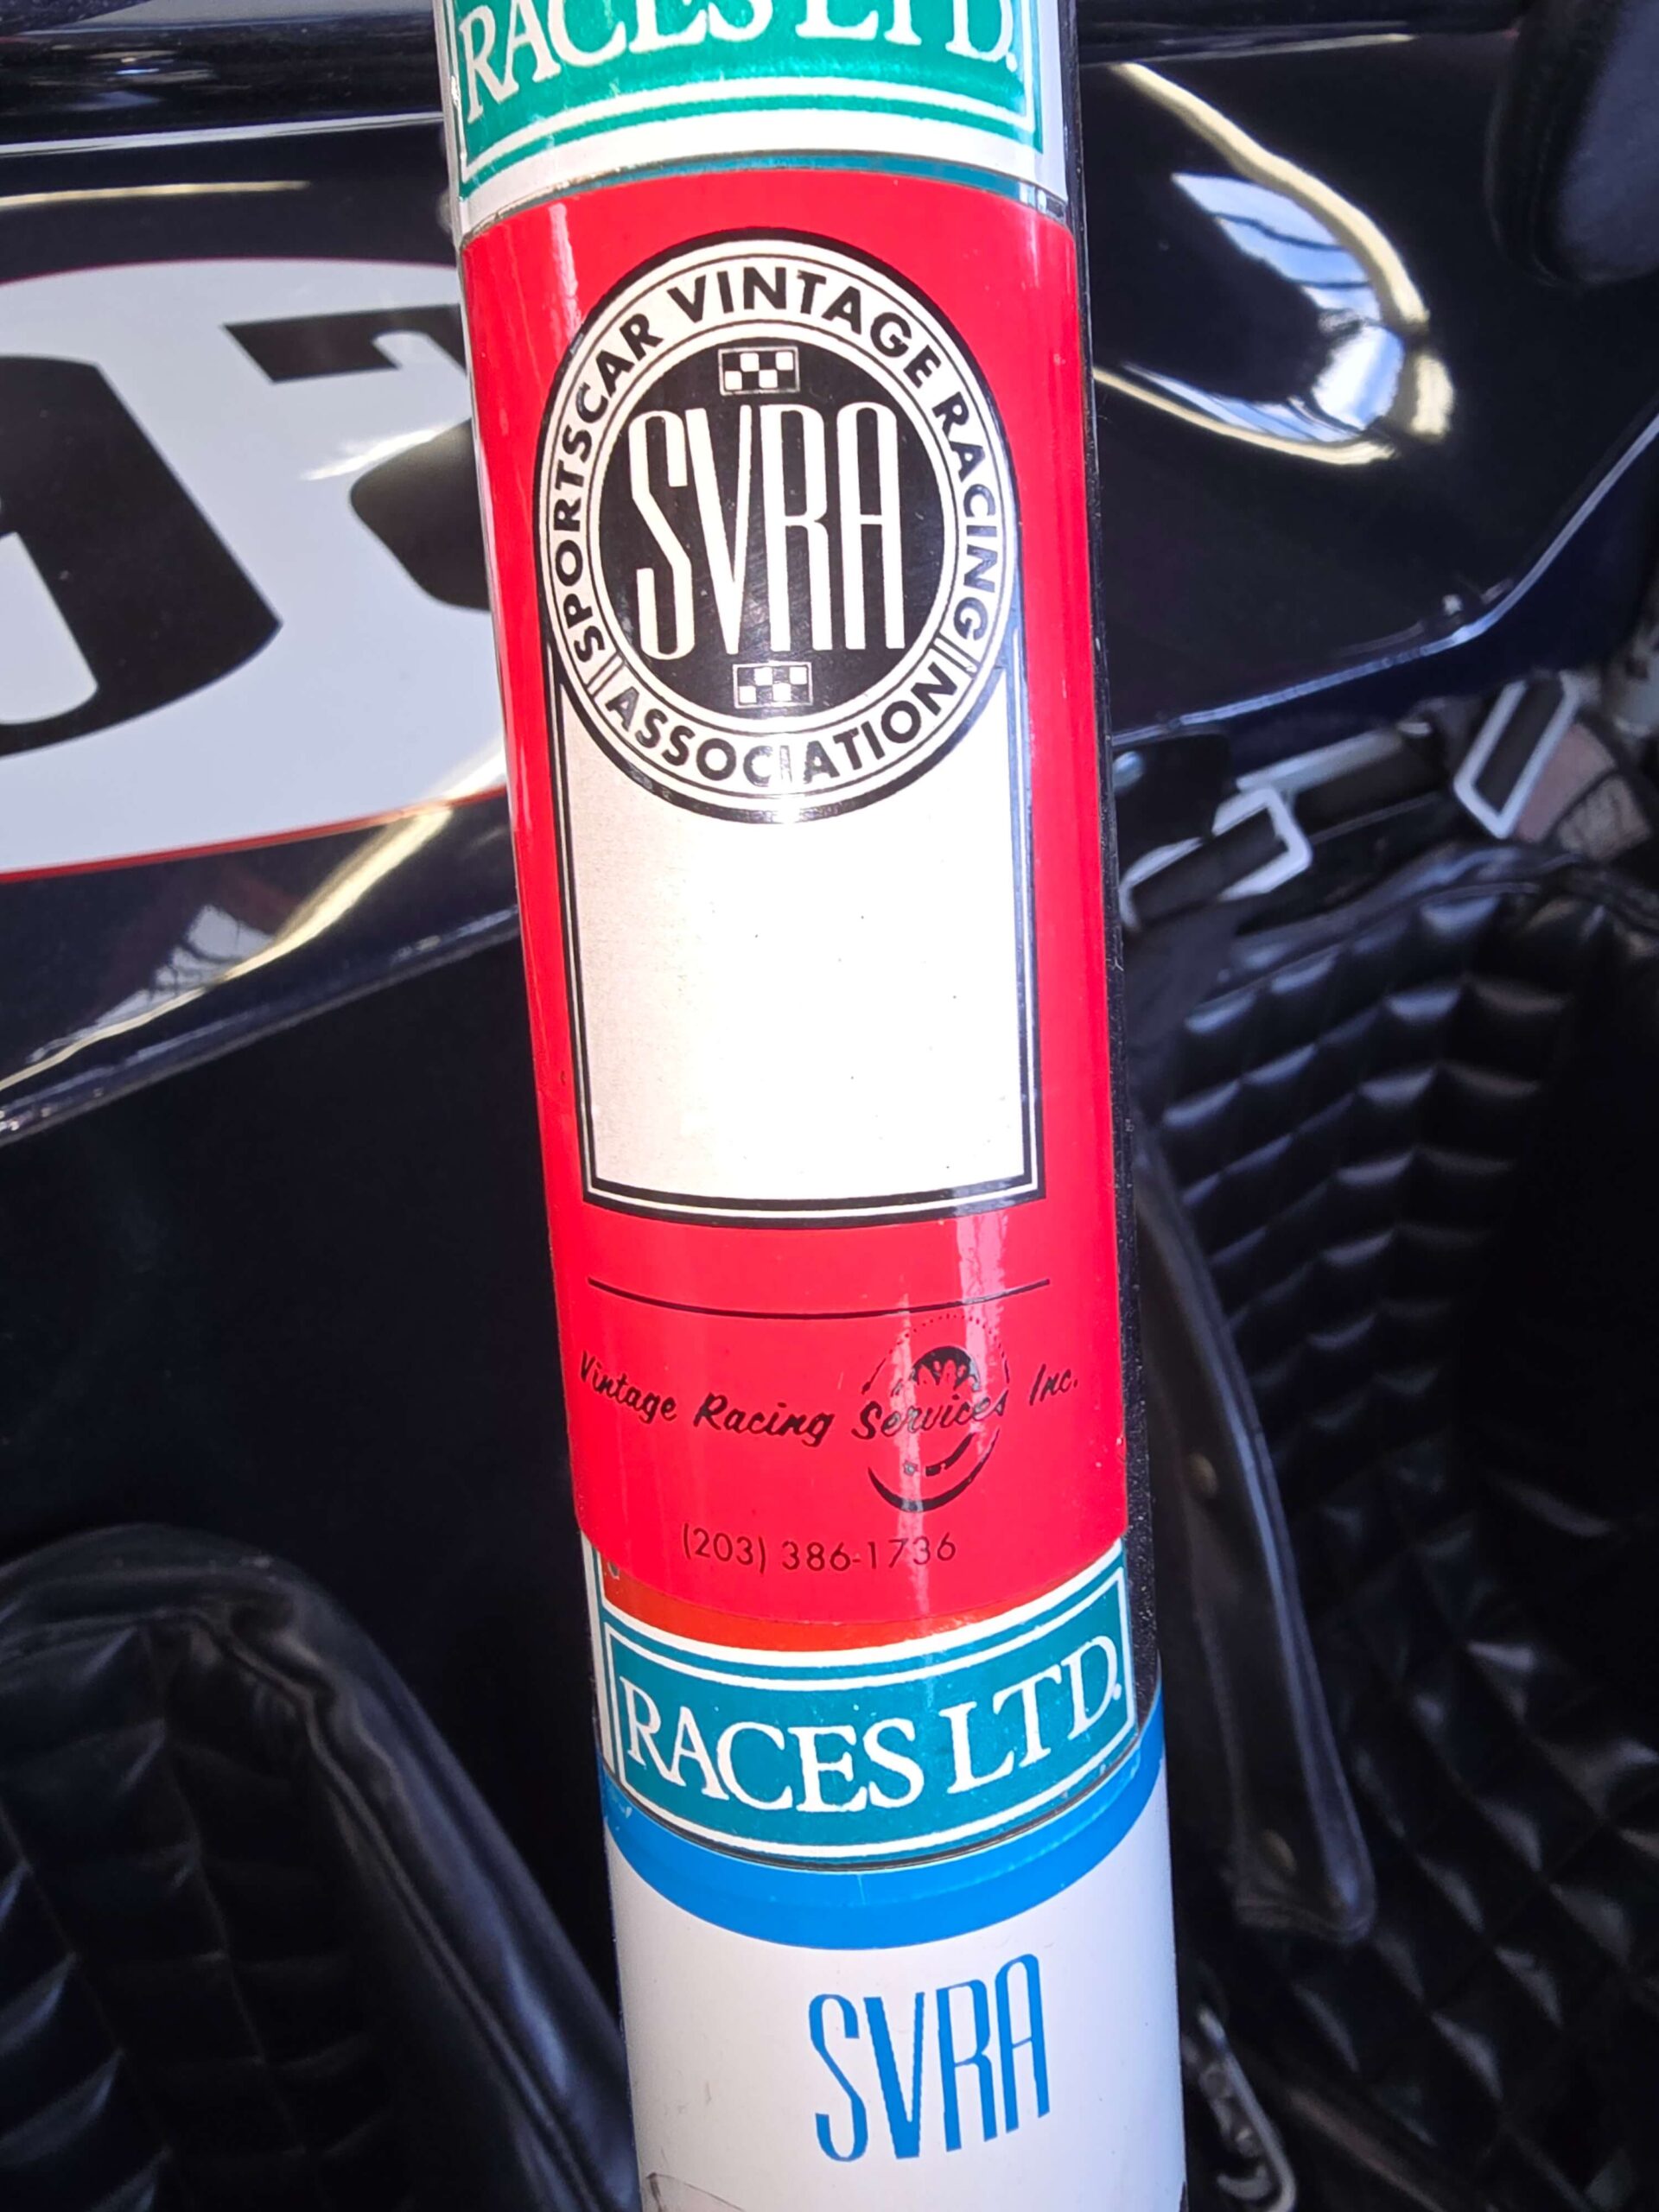 RACES LTD.
SPORTSCAR VINTAGE RACING
SVRA
ASSOCIATION
Vintage Racing Services Inc.
(203) 386-1736
RACES LTD.
SVRA